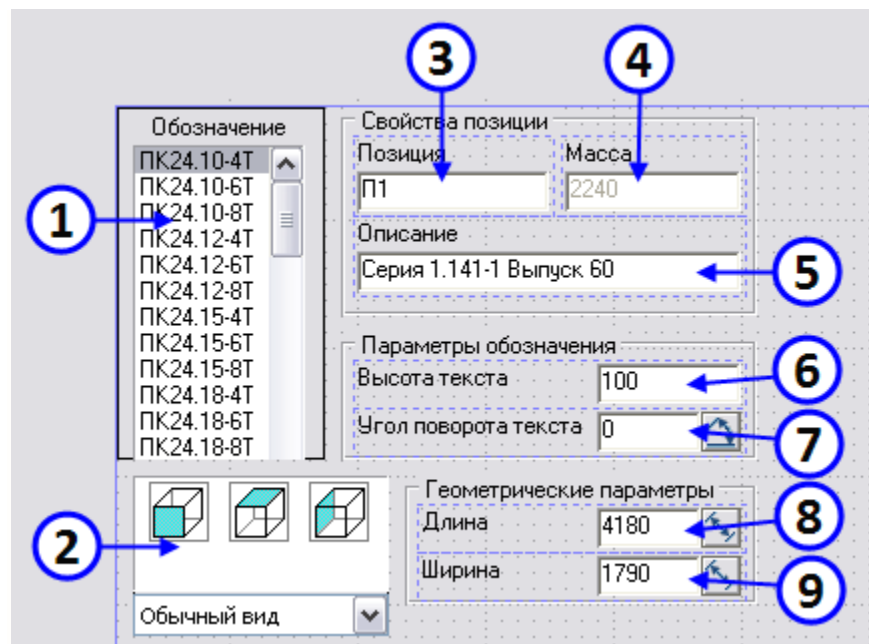 3
4
Обозначение
ПК24.10-4Т
ПК24.10-6Т
ПК24.10-8Т
ПК24.12-4Т
ПК24.12-6Т
ПК24.12-8Т
ПК24.15-4Т
ПК24.15-6Т
ПК24.15-8Т
ПК24.18-4Т
ПК24.18-6Т
ПК24.18-8Т
1
Свойства позиции
Позиция
Масса
П1
2240
Описание
Серия 1.141-1 Выпуск 60
5
Параметры обозначения
Высота текста
100
6
Угол поворота текста
0
7
2
Обычный вид
Геометрические параметры
Длина
4180
8
Ширина
1790
9